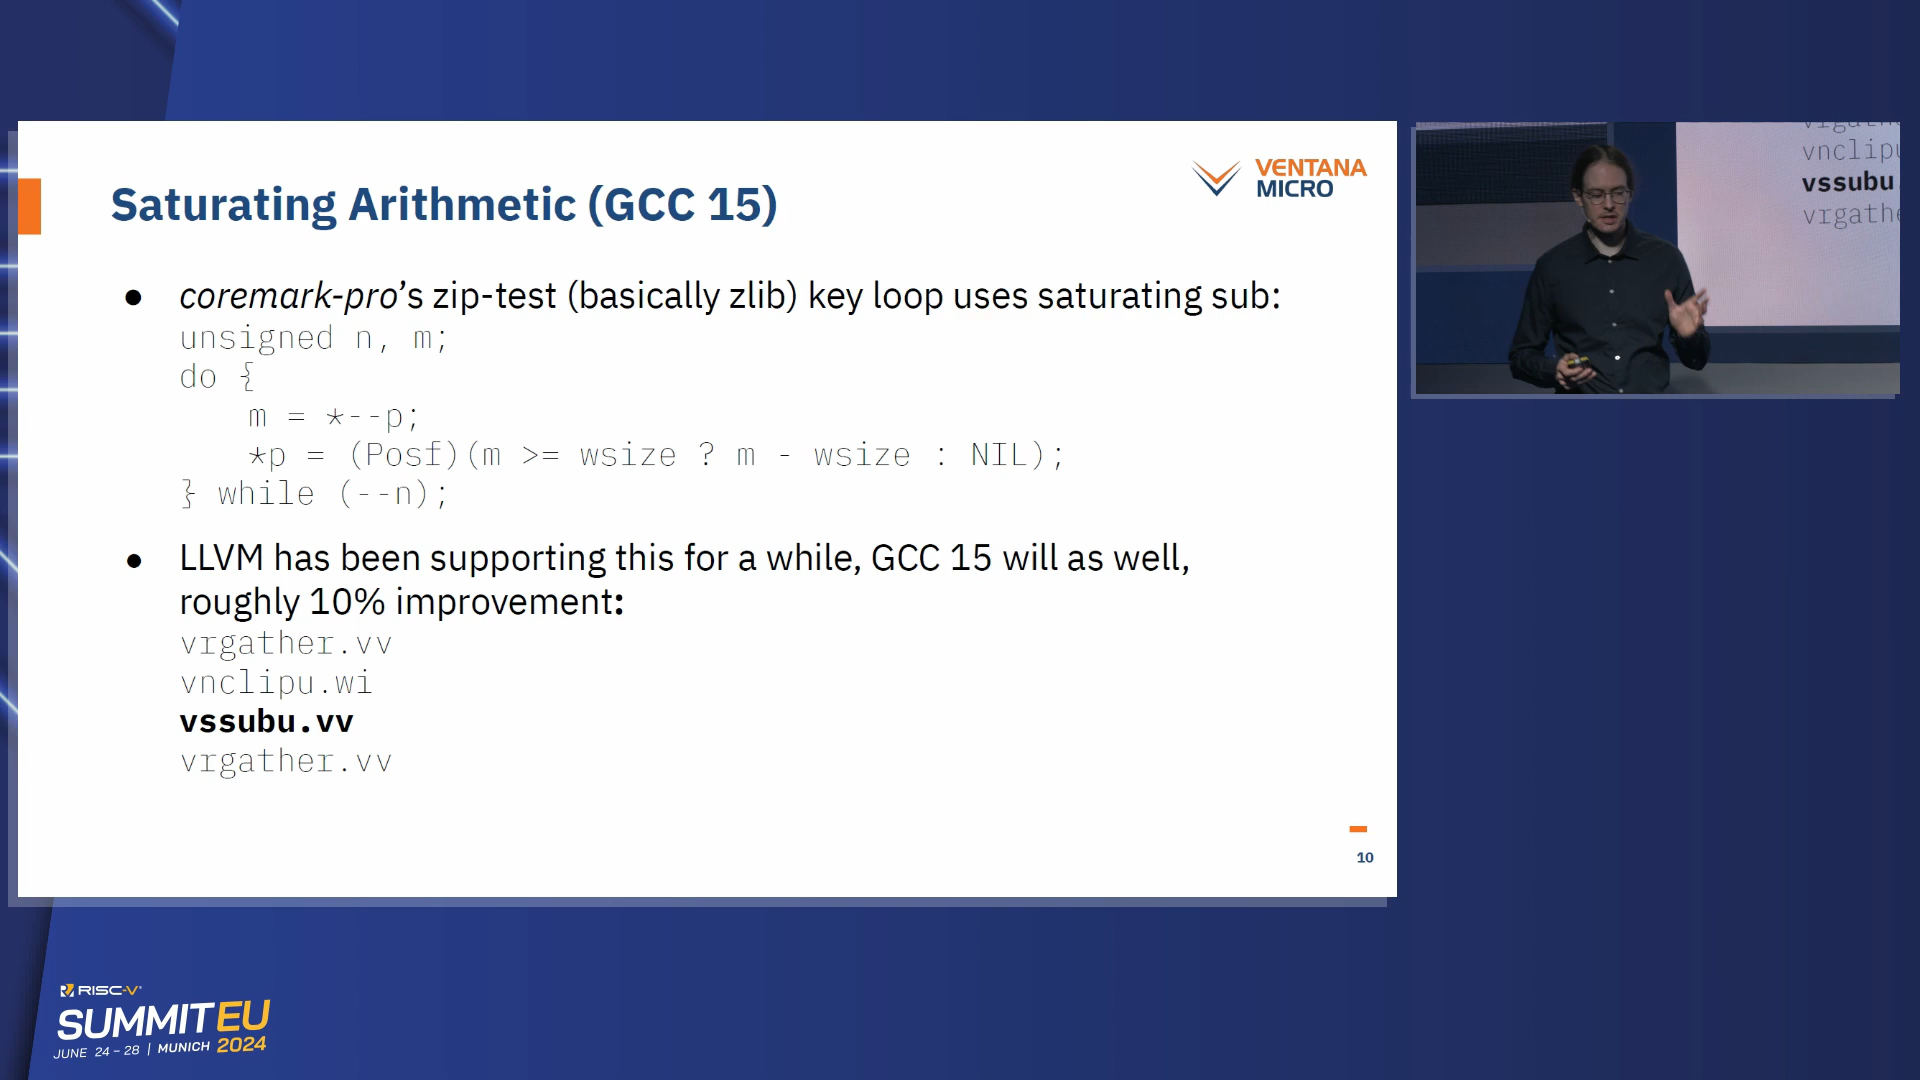 VENTANA
MICRO
Saturating Arithmetic (GCC 15)
● coremark-pro's zip-test (basically zlib) key loop uses saturating sub:
unsigned n, m;
do {
m = *--p;
*p = (Posf)(m >= wsize ? m - wsize : NIL);
} while (--n);
● LLVM has been supporting this for a while, GCC 15 will as well,
roughly 10% improvement:
vrgather.vv
vnclipu.wi
vssubu.vv
vrgather.vv
10
vnclipu
vssubu
vrgathe
RISC-V
SUMMIT EU
JUNE 24 – 28 | MUNICH 2024